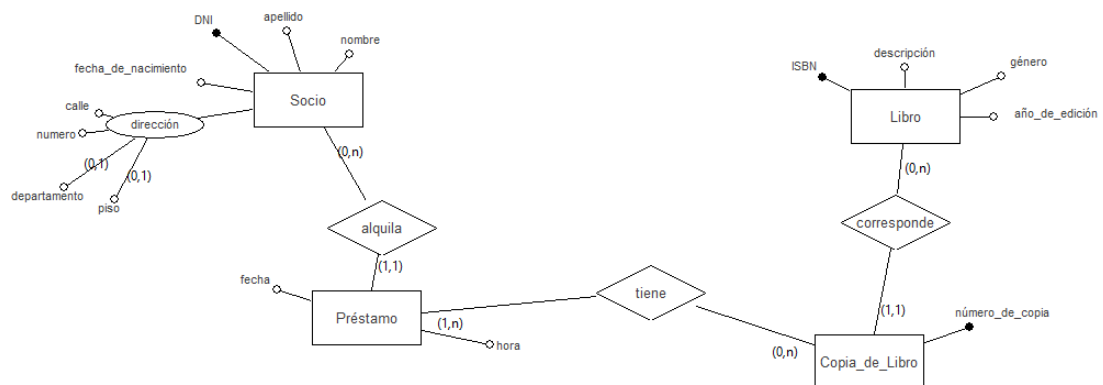 DNI
apellido
nombre
fecha_de_nacimiento
Socio
calle
dirección
numero
(0,1)
(0,1)
departamento
piso
(0,n)
alquila
(1,1)
fecha
Préstamo
(1,n)
hora
tiene
(0,n)
ISBN
descripción
género
Libro
año_de_edición
(0,n)
corresponde
(1,1)
número_de_copia
Copia_de_Libro